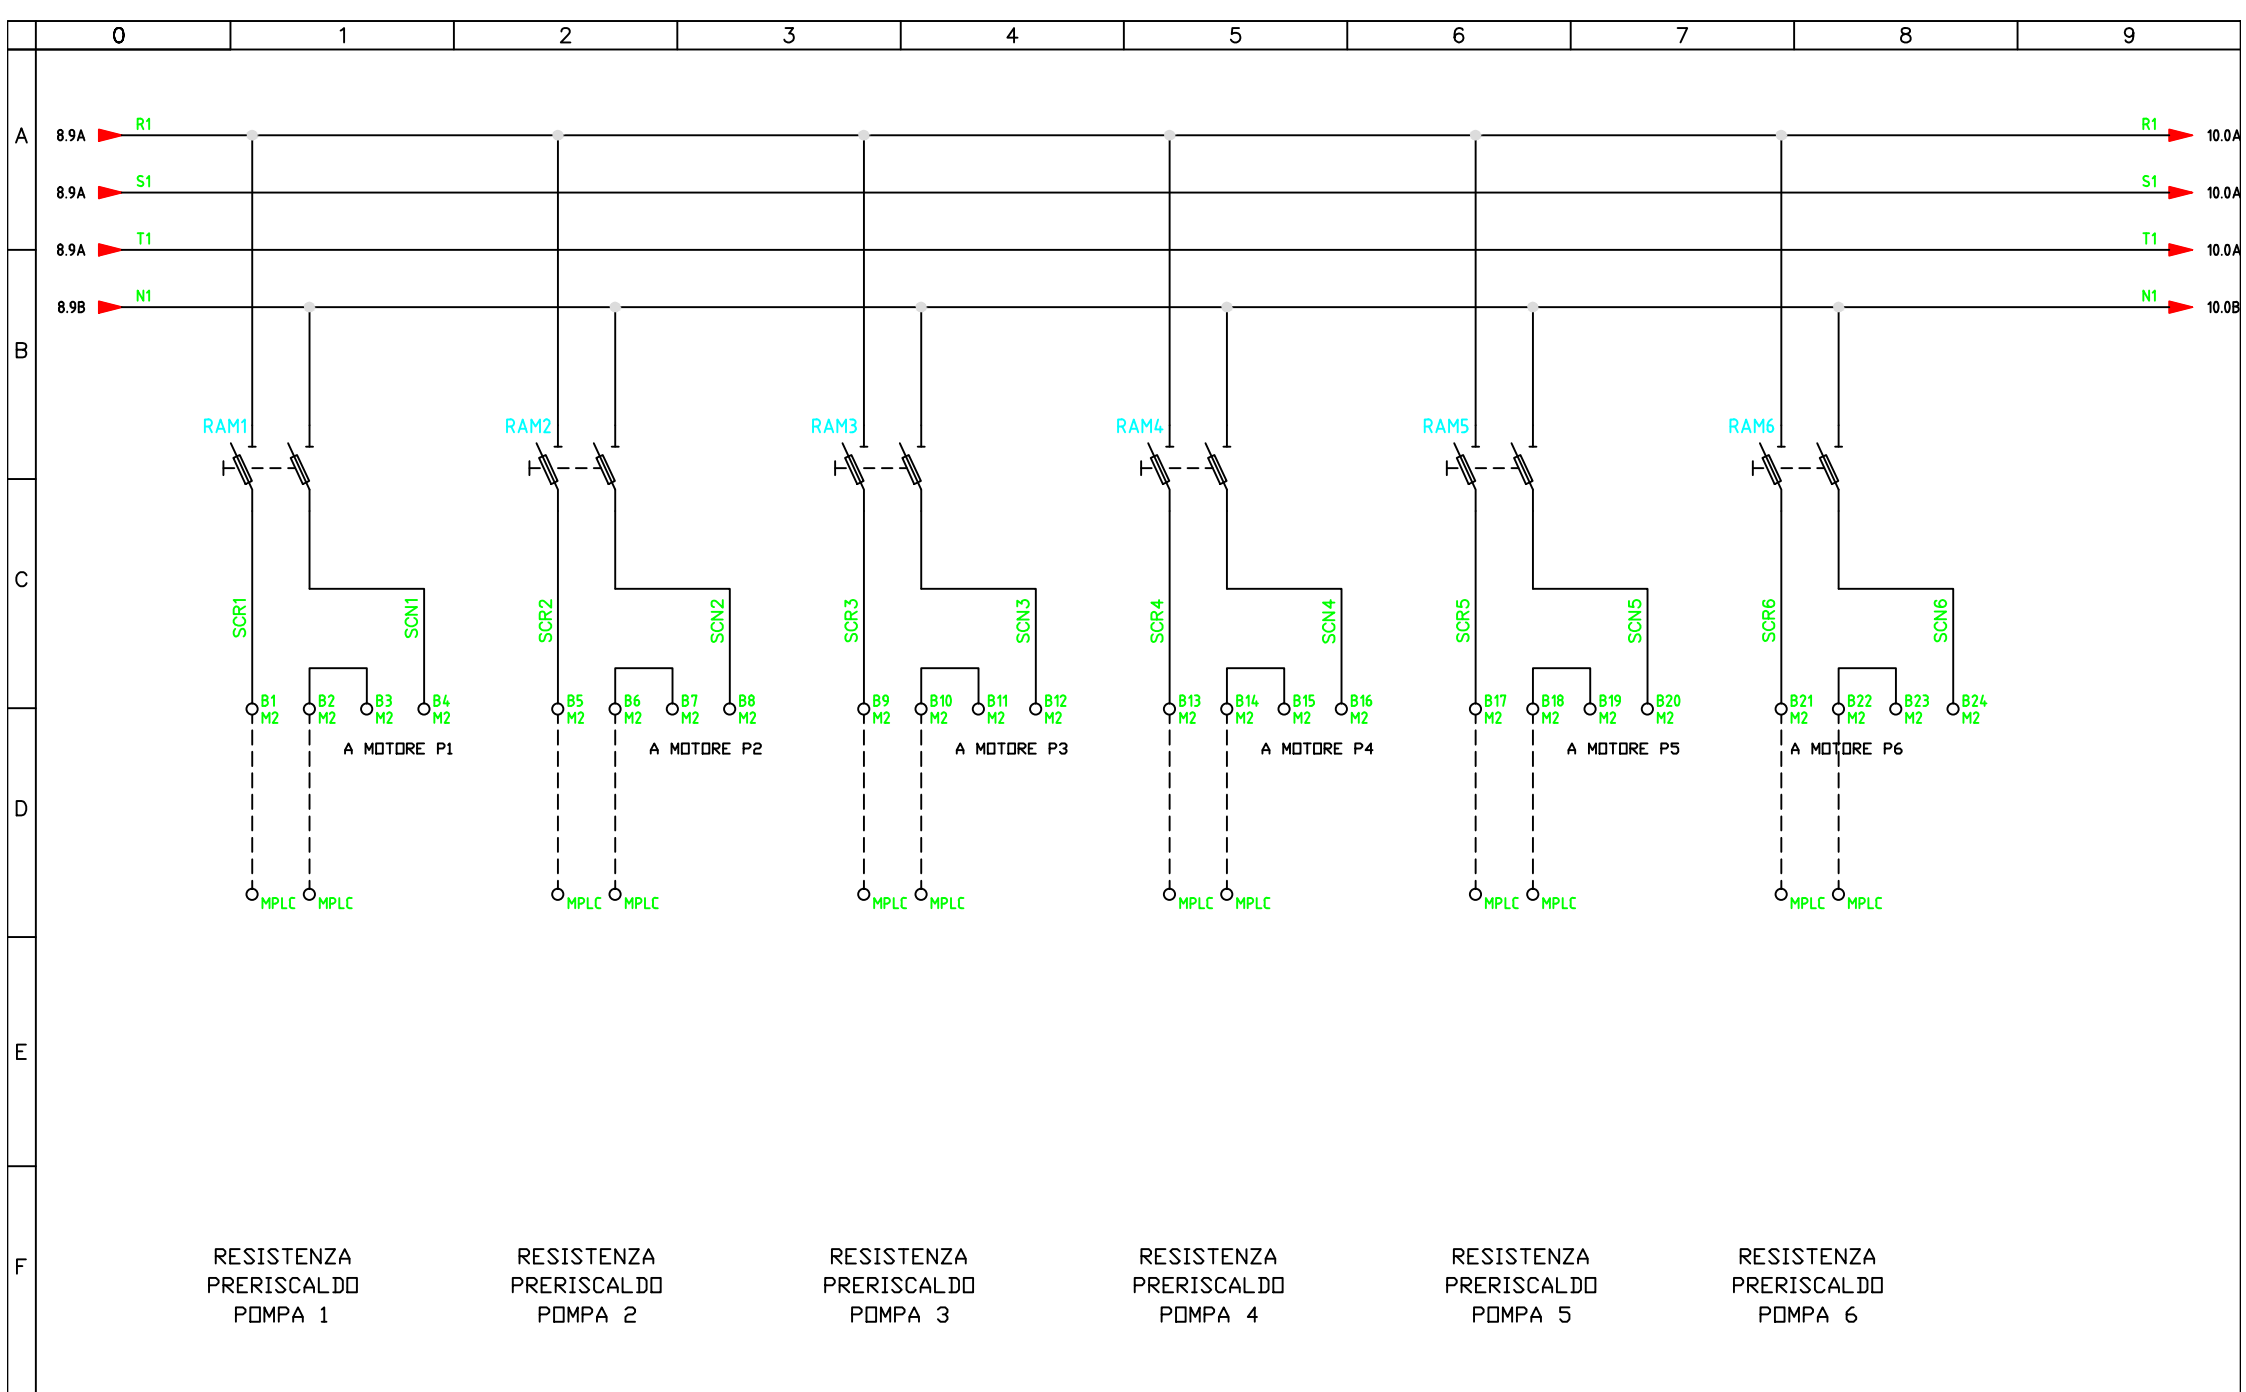 0 1 2 3 4 5 6 7 8 9
A
8.9A R1 R1 10.0A
8.9A S1 S1 10.0A
8.9A T1 T1 10.0A
8.9B N1 N1 10.0B
B
RAM1 RAM2 RAM3 RAM4 RAM5 RAM6
C
SCR1 SCN1 SCR2 SCN2 SCR3 SCN3 SCR4 SCN4 SCR5 SCN5 SCR6 SCN6
B1 B2 B3 B4 B5 B6 B7 B8 B9 B10 B11 B12 B13 B14 B15 B16 B17 B18 B19 B20 B21 B22 B23 B24
M2 M2 M2 M2 M2 M2 M2 M2 M2 M2 M2 M2 M2 M2 M2 M2 M2 M2 M2 M2 M2 M2 M2 M2
A MOTORE P1 A MOTORE P2 A MOTORE P3 A MOTORE P4 A MOTORE P5 A MOTORE P6
D
MPLC MPLC MPLC MPLC MPLC MPLC MPLC MPLC MPLC MPLC MPLC MPLC
E
F
RESISTENZA
PRERISCALDO
POMPA 1
RESISTENZA
PRERISCALDO
POMPA 2
RESISTENZA
PRERISCALDO
POMPA 3
RESISTENZA
PRERISCALDO
POMPA 4
RESISTENZA
PRERISCALDO
POMPA 5
RESISTENZA
PRERISCALDO
POMPA 6